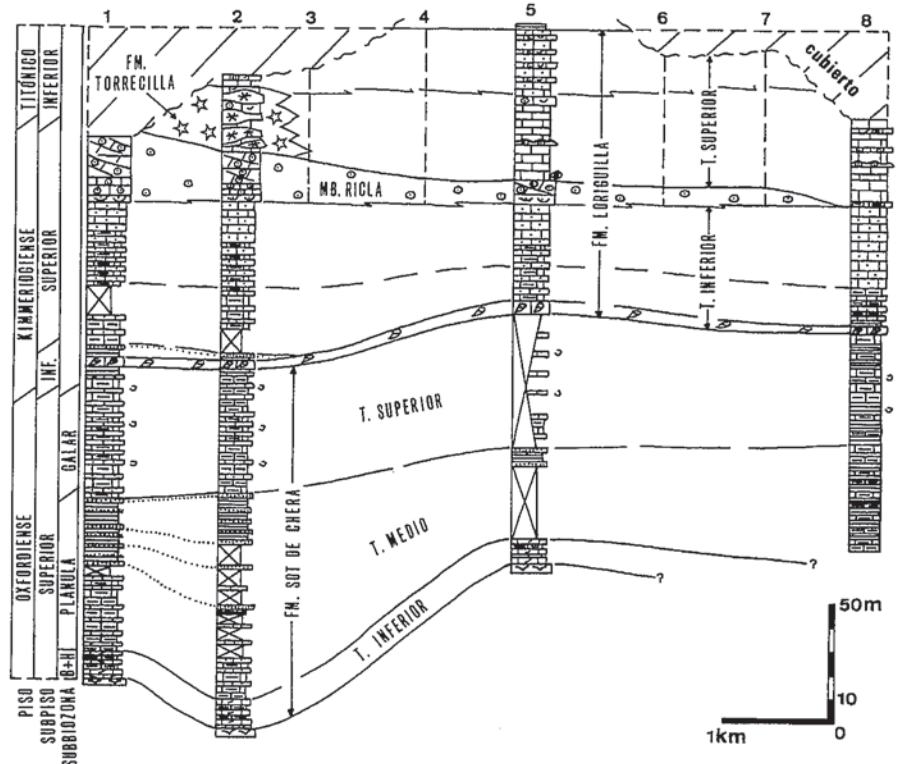 1 2 3 4 5 6 7 8
TITÓNICO
INFERIOR
KIMMERIDGIENSE
SUPERIOR
INF.
OXFORDIENSE
SUPERIOR
GALAR
PLANULA
B+HI
PISO
SUBPISO
SUBBIOZONA
FM.
TORRECILLA
MB. RICLA
cubierto
FM. LORIGUILLA
T. SUPERIOR
T. INFERIOR
T. SUPERIOR
T. MEDIO
T. INFERIOR
FM. SOT DE CHERA
?
?
50m
10
0
1km